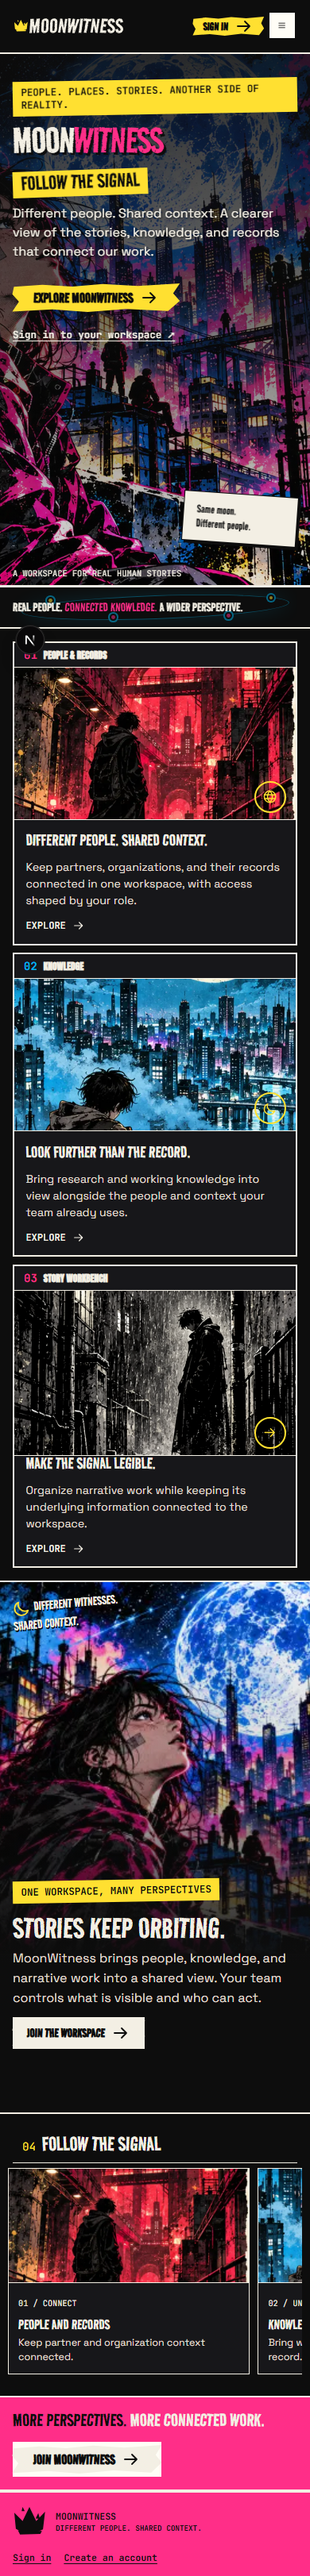 MOONWITNESS
SIGN IN →
PEOPLE. PLACES. STORIES. ANOTHER SIDE OF
REALITY.
MOONWITNESS
FOLLOW THE SIGNAL
Different people. Shared context. A clearer
view of the stories, knowledge, and records
that connect our work.
EXPLORE MOONWITNESS →
Sign in to your workspace ↗
Same moon.
Different people.
A WORKSPACE FOR REAL HUMAN STORIES
REAL PEOPLE. CONNECTED KNOWLEDGE. A WIDER PERSPECTIVE.
N
01 PEOPLE & RECORDS
DIFFERENT PEOPLE. SHARED CONTEXT.
Keep partners, organizations, and their records
connected in one workspace, with access
shaped by your role.
EXPLORE →
02 KNOWLEDGE
LOOK FURTHER THAN THE RECORD.
Bring research and working knowledge into
view alongside the people and context your
team already uses.
EXPLORE →
03 STORY WORKBENCH
MAKE THE SIGNAL LEGIBLE.
Organize narrative work while keeping its
underlying information connected to the
workspace.
EXPLORE →
DIFFERENT WITNESSES.
SHARED CONTEXT.
ONE WORKSPACE, MANY PERSPECTIVES
STORIES KEEP ORBITING.
MoonWitness brings people, knowledge, and
narrative work into a shared view. Your team
controls what is visible and who can act.
JOIN THE WORKSPACE →
04 FOLLOW THE SIGNAL
01 / CONNECT
PEOPLE AND RECORDS
Keep partner and organization context
connected.
02 / UN
KNOWLE
Bring w
record.
MORE PERSPECTIVES. MORE CONNECTED WORK.
JOIN MOONWITNESS →
MOONWITNESS
DIFFERENT PEOPLE. SHARED CONTEXT.
Sign in Create an account